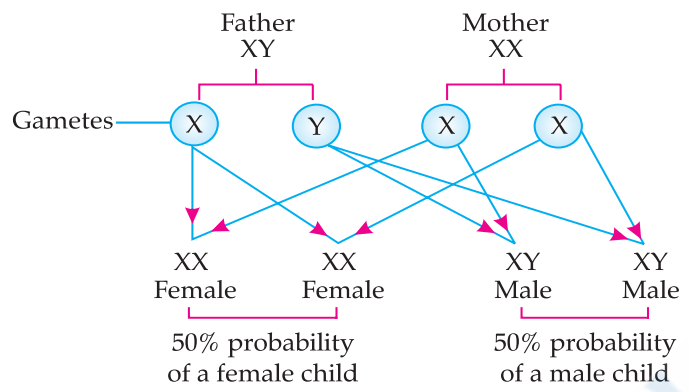 Father
XY
Mother
XX
Gametes
X
Y
X
X
XX
Female
XX
Female
XY
Male
XY
Male
50% probability
of a female child
50% probability
of a male child